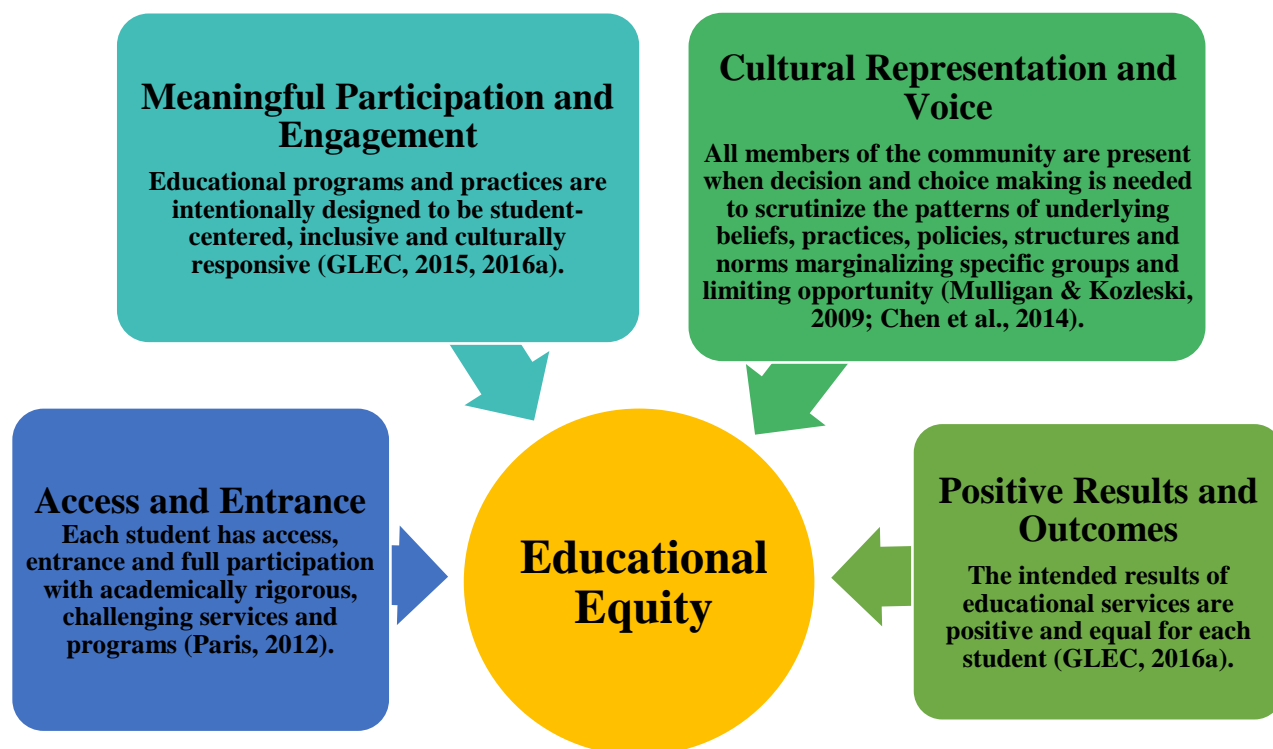 Meaningful Participation and
Engagement
Educational programs and practices are
intentionally designed to be student-
centered, inclusive and culturally
responsive (GLEC, 2015, 2016a).
Cultural Representation and
Voice
All members of the community are present
when decision and choice making is needed
to scrutinize the patterns of underlying
beliefs, practices, policies, structures and
norms marginalizing specific groups and
limiting opportunity (Mulligan & Kozleski,
2009; Chen et al., 2014).
Access and Entrance
Each student has access,
entrance and full participation
with academically rigorous,
challenging services and
programs (Paris, 2012).
Educational
Equity
Positive Results and
Outcomes
The intended results of
educational services are
positive and equal for each
student (GLEC, 2016a).